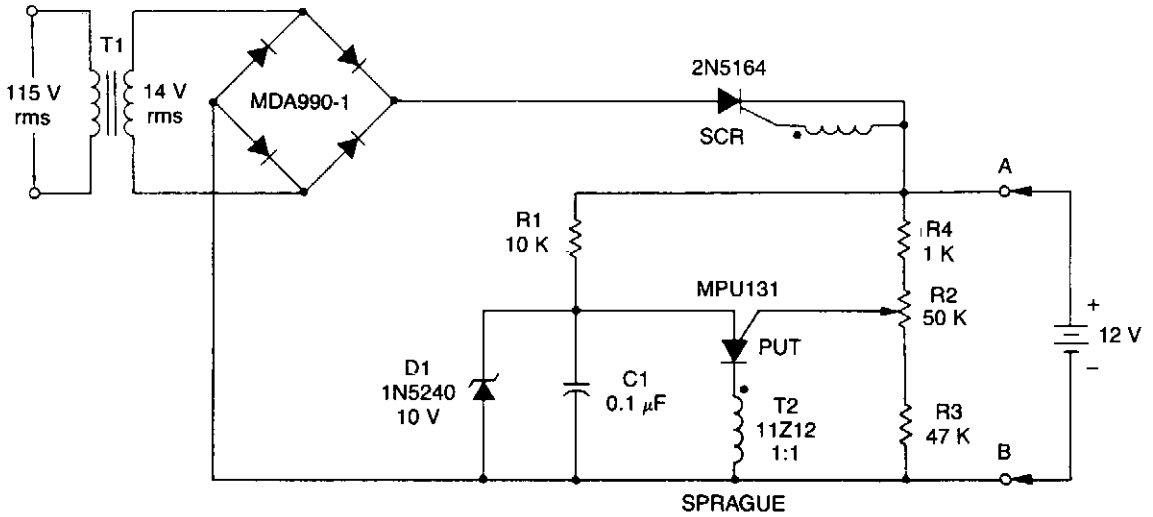 T1
115 V
rms
14 V
rms
MDA990-1
2N5164
SCR
A
R1
10 K
R4
1 K
MPU131
R2
50 K
+
12 V
−
PUT
D1
1N5240
10 V
C1
0.1 µF
T2
11Z12
1:1
R3
47 K
B
SPRAGUE